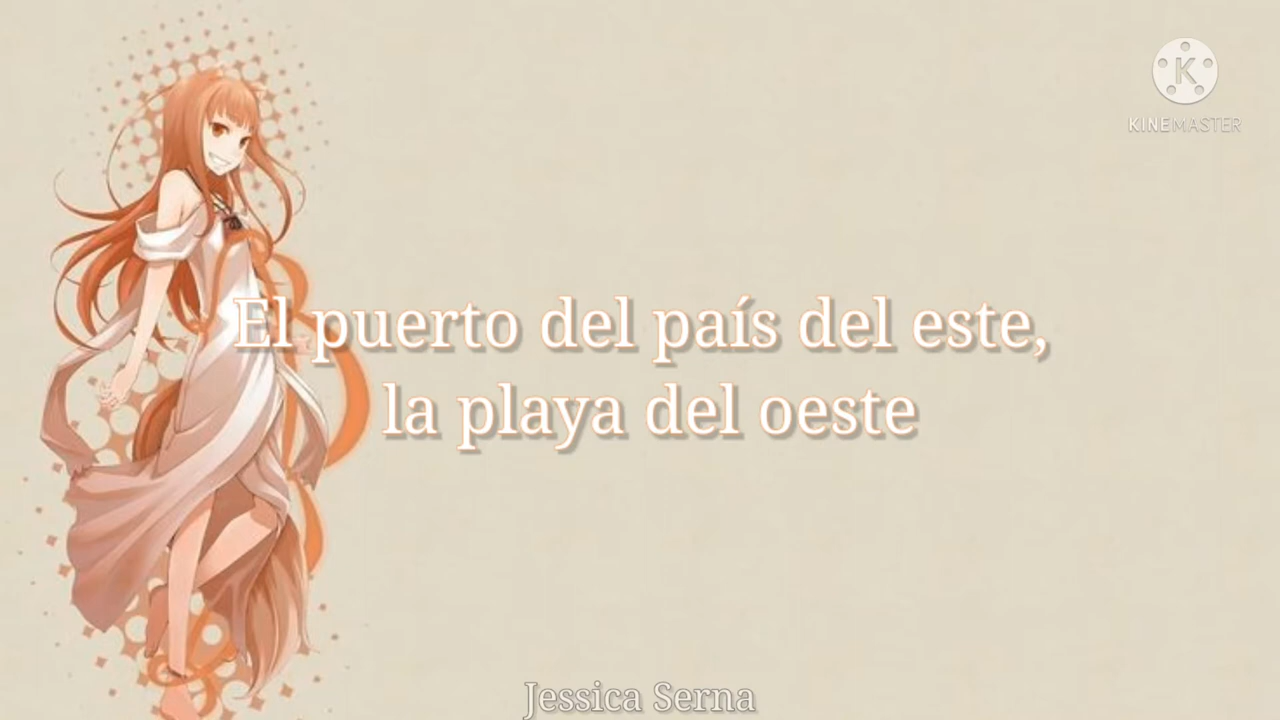 KINEMASTER
El puerto del país del este,
la playa del oeste
Jessica Serna